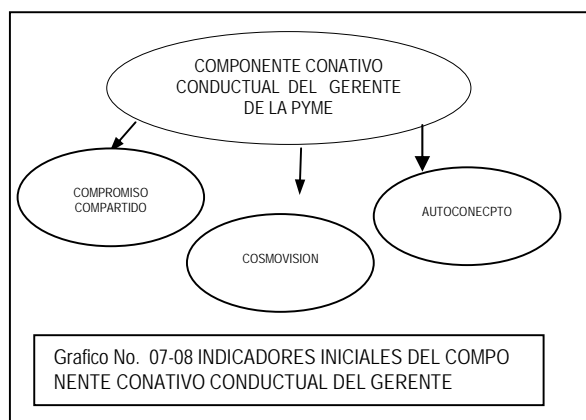 COMPONENTE CONATIVO
CONDUCTUAL DEL GERENTE
DE LA PYME
COMPROMISO
COMPARTIDO
AUTOCONECPTO
COSMOVISION
Grafico No. 07-08 INDICADORES INICIALES DEL COMPO
NENTE CONATIVO CONDUCTUAL DEL GERENTE